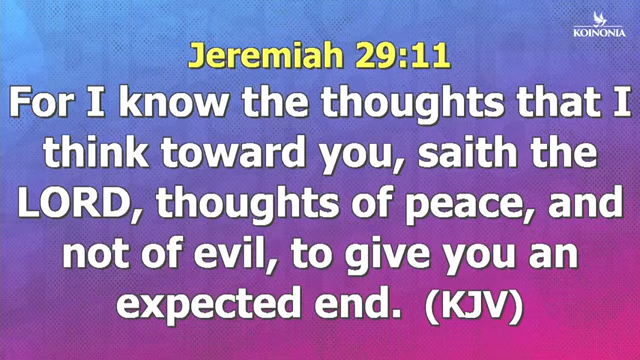 KOINONIA
Jeremiah 29:11
For I know the thoughts that I
think toward you, saith the
LORD, thoughts of peace, and
not of evil, to give you an
expected end. (KJV)